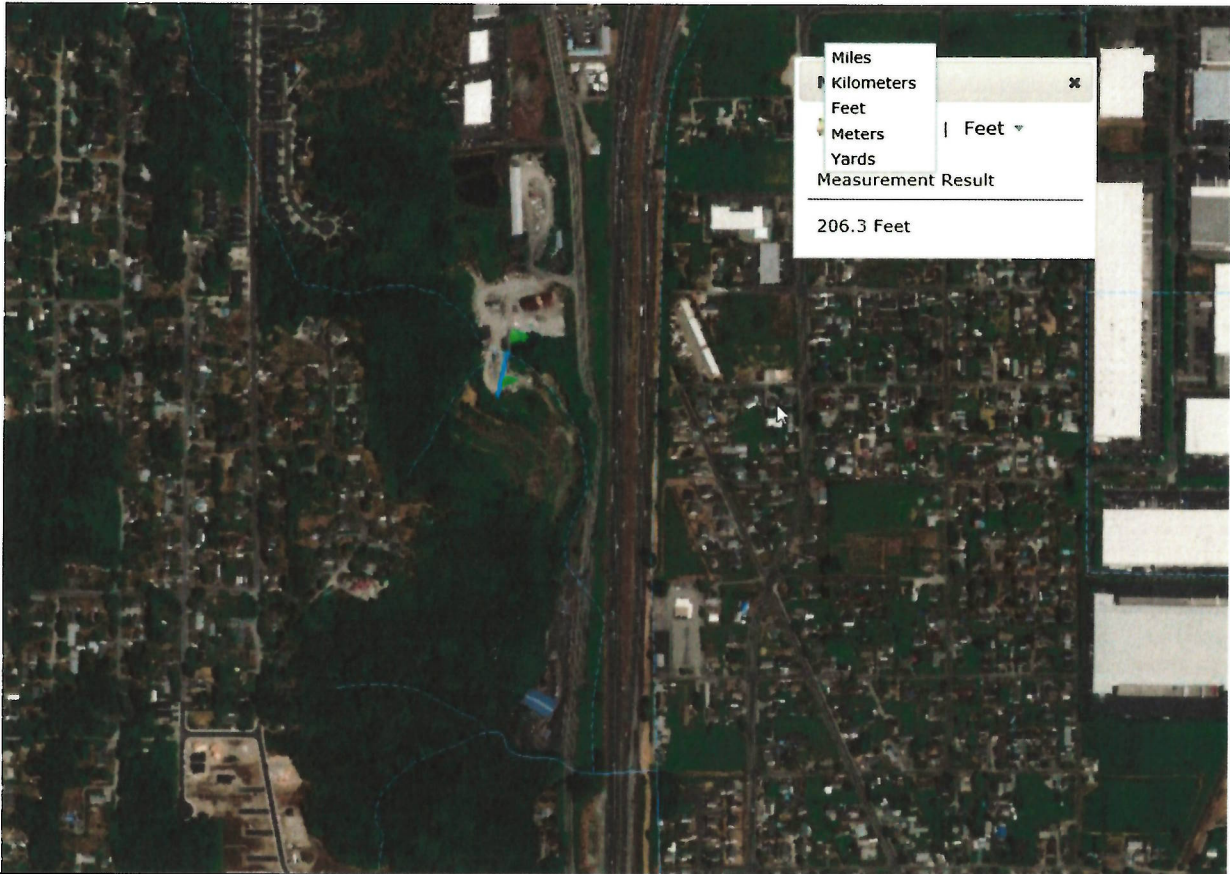 Miles
Kilometers
Feet
Meters
Yards
| Feet
Measurement Result
206.3 Feet